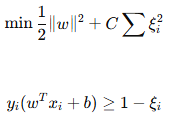 min 1/2 ‖w‖² + C ∑ ξᵢ²
yᵢ(wᵀxᵢ + b) ≥ 1 − ξᵢ